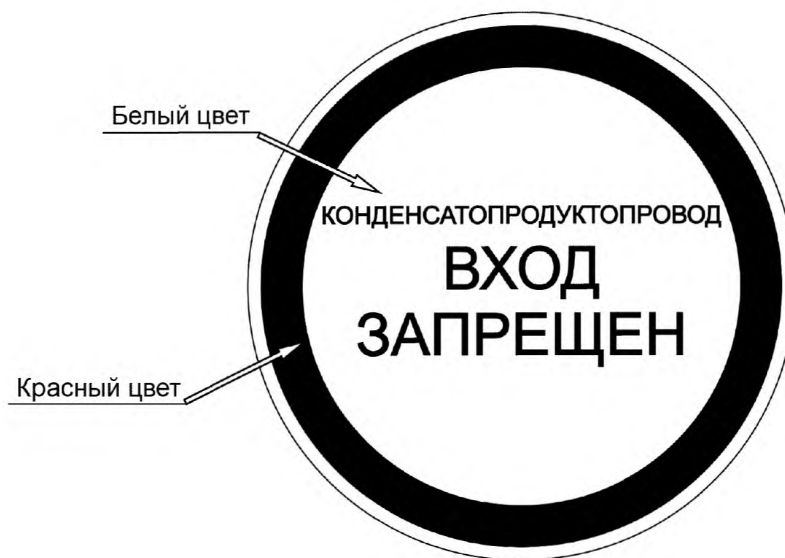 Белый цвет
КОНДЕНСАТОПРОДУКТОПРОВОД
ВХОД
ЗАПРЕЩЕН
Красный цвет